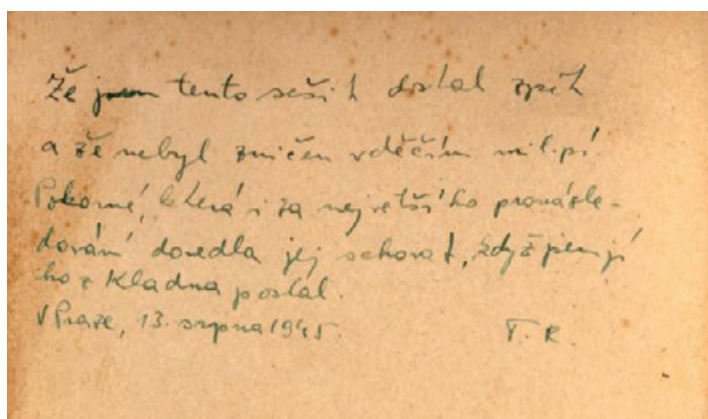 Že jsem tento sešit dostal zpět
a že nebyl zničen vděčím mil. pí
Pokorné, která i za největšího pronásle-
dování dovedla jej schovat, když jsem jí
ho z Kladna poslal.
V Praze, 13. srpna 1945. T. R.